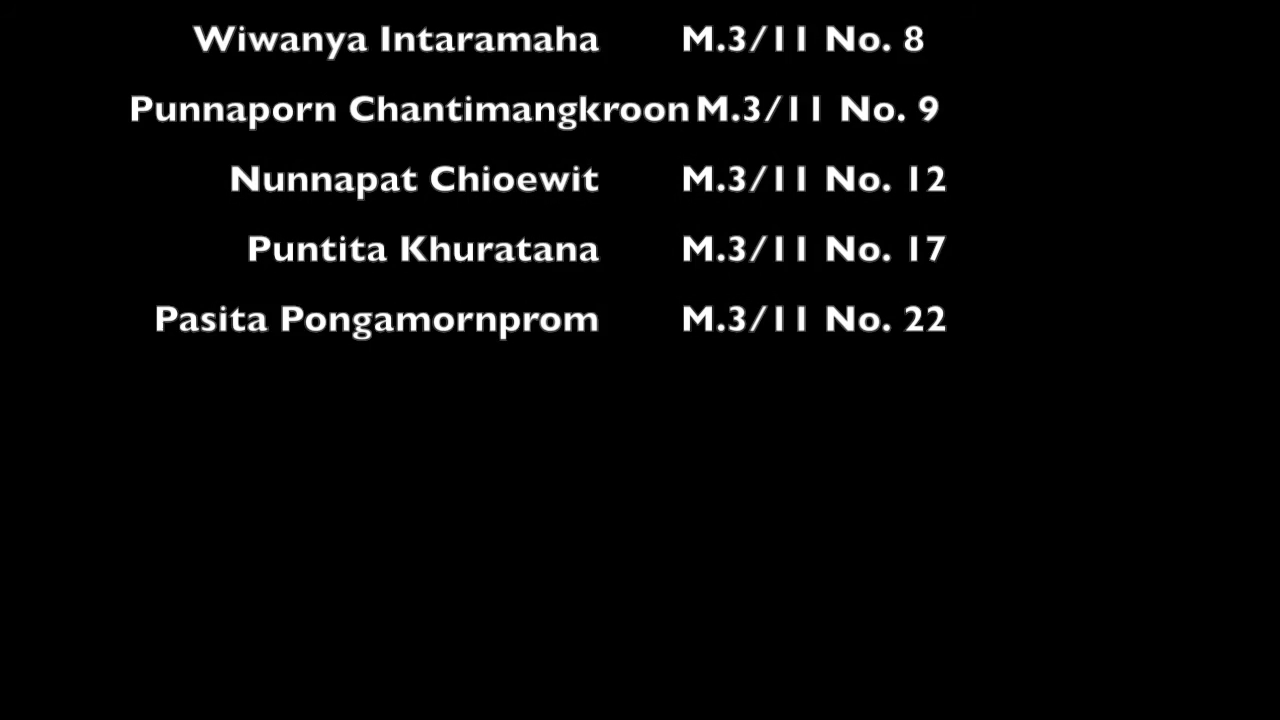 Wiwanya Intaramaha M.3/11 No. 8
Punnaporn Chantimangkroon M.3/11 No. 9
Nunnapat Chioewit M.3/11 No. 12
Puntita Khuratana M.3/11 No. 17
Pasita Pongamornprom M.3/11 No. 22